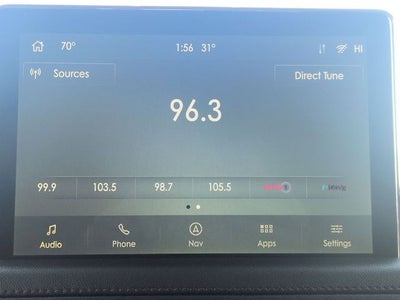 70° 1:56 31° HI
Sources Direct Tune
96.3
99.9 103.5 98.7 105.5
Audio Phone Nav Apps Settings